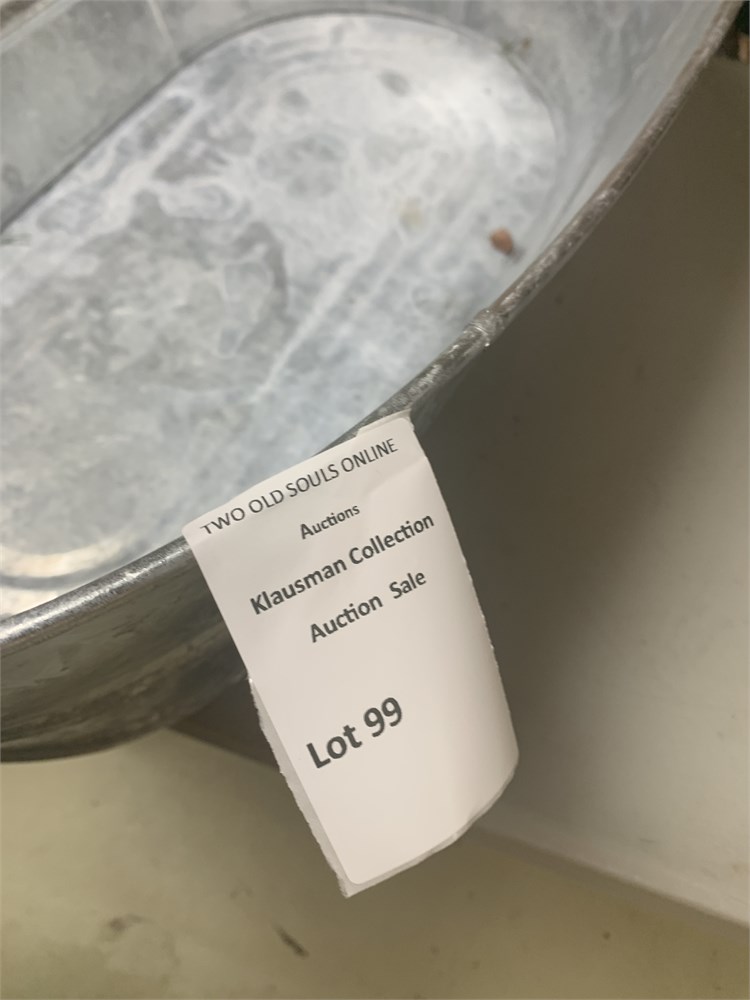 TWO OLD SOULS ONLINE
Auctions
Klausman Collection
Auction Sale
Lot 99